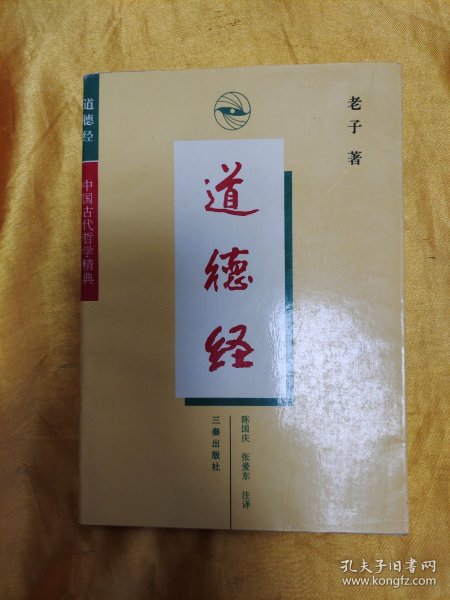 道德经
中国古代哲学精典
老子 著
道德经
陈国庆 张爱东 注译
三秦出版社
孔夫子旧书网
www.kongfz.com